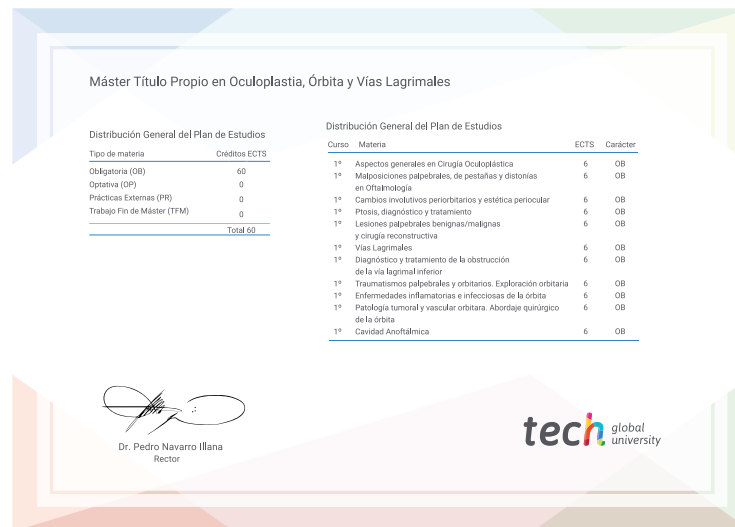 Máster Título Propio en Oculoplastia, Órbita y Vías Lagrimales
Distribución General del Plan de Estudios
Tipo de materia Créditos ECTS
Obligatoria (OB) 60
Optativa (OP) 0
Prácticas Externas (PR) 0
Trabajo Fin de Máster (TFM) 0
Total 60
Distribución General del Plan de Estudios
Curso Materia ECTS Carácter
1º Aspectos generales en Cirugía Oculoplástica 6 OB
1º Malposiciones palpebrales, de pestañas y distonías 6 OB
en Oftalmología
1º Cambios involutivos periorbitarios y estética periocular 6 OB
1º Ptosis, diagnóstico y tratamiento 6 OB
1º Lesiones palpebrales benignas/malignas 6 OB
y cirugía reconstructiva
1º Vías Lagrimales 6 OB
1º Diagnóstico y tratamiento de la obstrucción 6 OB
de la vía lagrimal inferior
1º Traumatismos palpebrales y orbitarios. Exploración orbitaria 6 OB
1º Enfermedades inflamatorias e infecciosas de la órbita 6 OB
1º Patología tumoral y vascular orbitara. Abordaje quirúrgico 6 OB
de la órbita
1º Cavidad Anoftálmica 6 OB
Dr. Pedro Navarro Illana
Rector
tech global
university